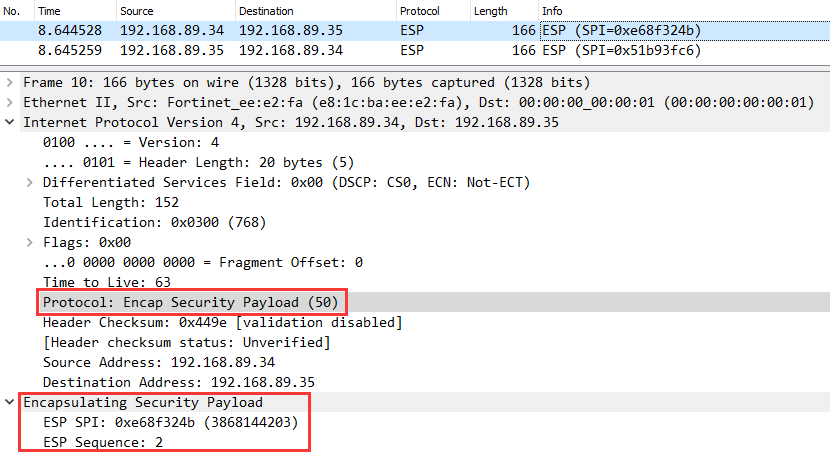 No. Time Source Destination Protocol Length Info
8.644528 192.168.89.34 192.168.89.35 ESP 166 ESP (SPI=0xe68f324b)
8.645259 192.168.89.35 192.168.89.34 ESP 166 ESP (SPI=0x51b93fc6)
Frame 10: 166 bytes on wire (1328 bits), 166 bytes captured (1328 bits)
Ethernet II, Src: Fortinet_ee:e2:fa (e8:1c:ba:ee:e2:fa), Dst: 00:00:00_00:00:01 (00:00:00:00:00:01)
Internet Protocol Version 4, Src: 192.168.89.34, Dst: 192.168.89.35
0100 .... = Version: 4
.... 0101 = Header Length: 20 bytes (5)
Differentiated Services Field: 0x00 (DSCP: CS0, ECN: Not-ECT)
Total Length: 152
Identification: 0x0300 (768)
Flags: 0x00
...0 0000 0000 0000 = Fragment Offset: 0
Time to Live: 63
Protocol: Encap Security Payload (50)
Header Checksum: 0x449e [validation disabled]
[Header checksum status: Unverified]
Source Address: 192.168.89.34
Destination Address: 192.168.89.35
Encapsulating Security Payload
ESP SPI: 0xe68f324b (3868144203)
ESP Sequence: 2